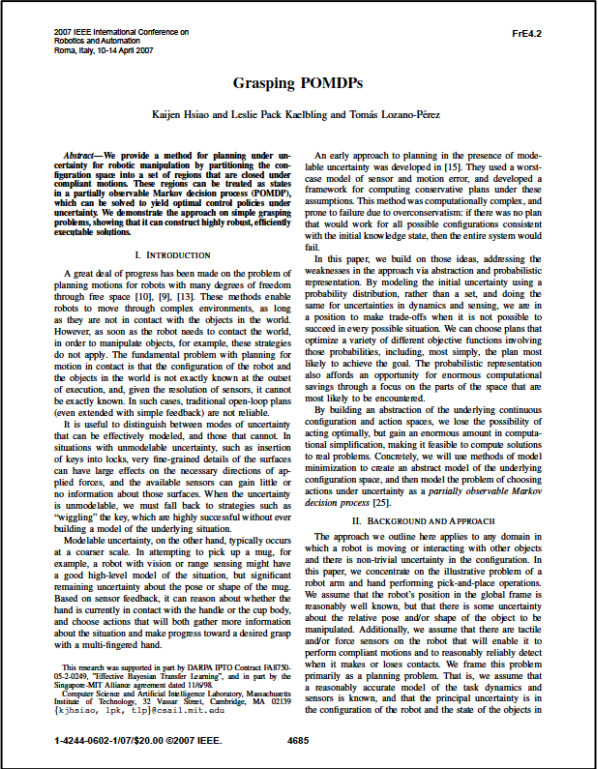 2007 IEEE International Conference on
Robotics and Automation
Roma, Italy, 10-14 April 2007
FrE4.2
Grasping POMDPs
Kaijen Hsiao and Leslie Pack Kaelbling and Tomás Lozano-Pérez
Abstract—We provide a method for planning under un-
certainty for robotic manipulation by partitioning the con-
figuration space into a set of regions that are closed under
compliant motions. These regions can be treated as states
in a partially observable Markov decision process (POMDP),
which can be solved to yield optimal control policies under
uncertainty. We demonstrate the approach on simple grasping
problems, showing that it can construct highly robust, efficiently
executable solutions.
I. INTRODUCTION
A great deal of progress has been made on the problem of
planning motions for robots with many degrees of freedom
through free space [10], [9], [13]. These methods enable
robots to move through complex environments, as long
as they are not in contact with the objects in the world.
However, as soon as the robot needs to contact the world,
in order to manipulate objects, for example, these strategies
do not apply. The fundamental problem with planning for
motion in contact is that the configuration of the robot and
the objects in the world is not exactly known at the outset
of execution, and, given the resolution of sensors, it cannot
be exactly known. In such cases, traditional open-loop plans
(even extended with simple feedback) are not reliable.
It is useful to distinguish between modes of uncertainty
that can be effectively modeled, and those that cannot. In
situations with unmodelable uncertainty, such as insertion
of keys into locks, very fine-grained details of the surfaces
can have large effects on the necessary directions of ap-
plied forces, and the available sensors can gain little or
no information about those surfaces. When the uncertainty
is unmodelable, we must fall back to strategies such as
“wiggling” the key, which are highly successful without ever
building a model of the underlying situation.
Modelable uncertainty, on the other hand, typically occurs
at a coarser scale. In attempting to pick up a mug, for
example, a robot with vision or range sensing might have
a good high-level model of the situation, but significant
remaining uncertainty about the pose or shape of the mug.
Based on sensor feedback, it can reason about whether the
hand is currently in contact with the handle or the cup body,
and choose actions that will both gather more information
about the situation and make progress toward a desired grasp
with a multi-fingered hand.
This research was supported in part by DARPA IPTO Contract FA8750-
05-2-0249, "Effective Bayesian Transfer Learning", and in part by the
Singapore-MIT Alliance agreement dated 11/6/98.
Computer Science and Artificial Intelligence Laboratory, Massachusetts
Institute of Technology, 32 Vassar Street, Cambridge, MA 02139
{kjhsiao, lpk, tlp}@csail.mit.edu
An early approach to planning in the presence of mode-
lable uncertainty was developed in [15]. They used a worst-
case model of sensor and motion error, and developed a
framework for computing conservative plans under these
assumptions. This method was computationally complex, and
prone to failure due to overconservatism: if there was no plan
that would work for all possible configurations consistent
with the initial knowledge state, then the entire system would
fail.
In this paper, we build on those ideas, addressing the
weaknesses in the approach via abstraction and probabilistic
representation. By modeling the initial uncertainty using a
probability distribution, rather than a set, and doing the
same for uncertainties in dynamics and sensing, we are in
a position to make trade-offs when it is not possible to
succeed in every possible situation. We can choose plans that
optimize a variety of different objective functions involving
those probabilities, including, most simply, the plan most
likely to achieve the goal. The probabilistic representation
also affords an opportunity for enormous computational
savings through a focus on the parts of the space that are
most likely to be encountered.
By building an abstraction of the underlying continuous
configuration and action spaces, we lose the possibility of
acting optimally, but gain an enormous amount in computa-
tional simplification, making it feasible to compute solutions
to real problems. Concretely, we will use methods of model
minimization to create an abstract model of the underlying
configuration space, and then model the problem of choosing
actions under uncertainty as a partially observable Markov
decision process [25].
II. BACKGROUND AND APPROACH
The approach we outline here applies to any domain in
which a robot is moving or interacting with other objects
and there is non-trivial uncertainty in the configuration. In
this paper, we concentrate on the illustrative problem of a
robot arm and hand performing pick-and-place operations.
We assume that the robot's position in the global frame is
reasonably well known, but that there is some uncertainty
about the relative pose and/or shape of the object to be
manipulated. Additionally, we assume that there are tactile
and/or force sensors on the robot that will enable it to
perform compliant motions and to reasonably reliably detect
when it makes or loses contacts. We frame this problem
primarily as a planning problem. That is, we assume that
a reasonably accurate model of the task dynamics and
sensors is known, and that the principal uncertainty is in
the configuration of the robot and the state of the objects in
1-4244-0602-1/07/$20.00 ©2007 IEEE.
4685